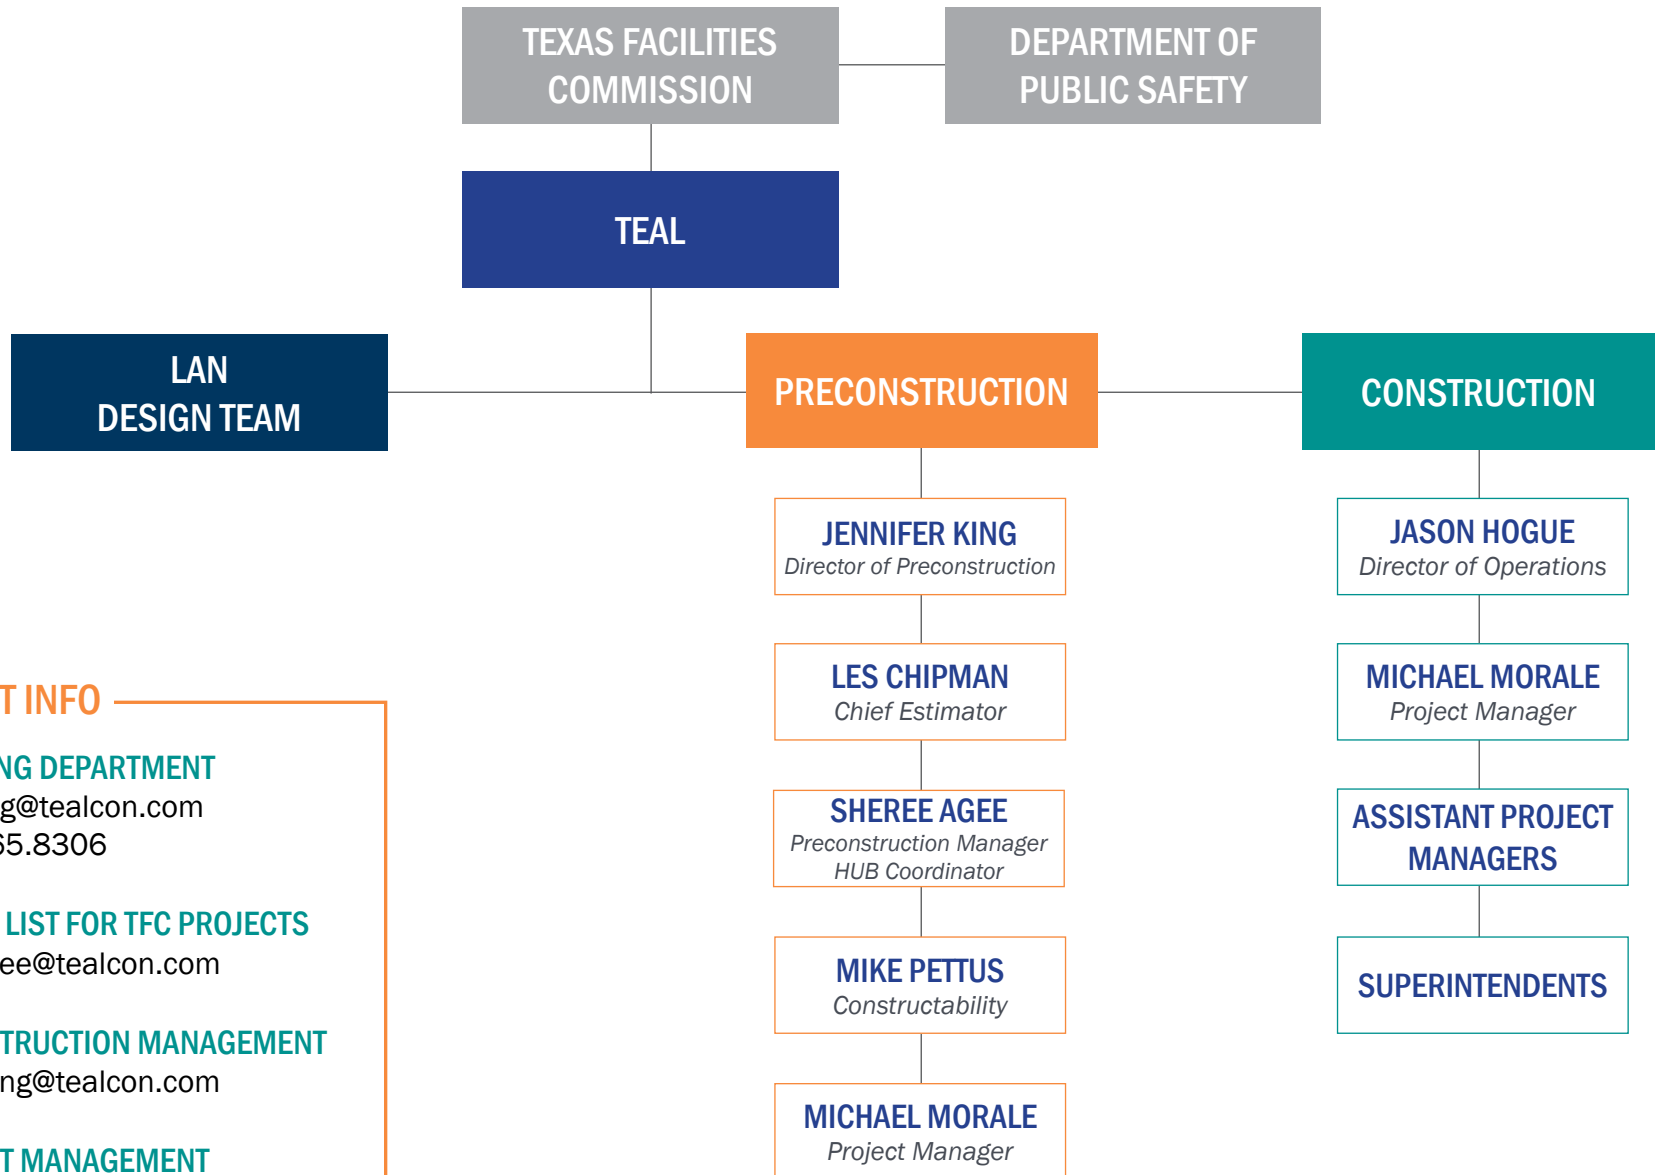 TEXAS FACILITIES
COMMISSION
DEPARTMENT OF
PUBLIC SAFETY
TEAL
LAN
DESIGN TEAM
PRECONSTRUCTION
CONSTRUCTION
JENNIFER KING
Director of Preconstruction
LES CHIPMAN
Chief Estimator
SHEREE AGEE
Preconstruction Manager
HUB Coordinator
MIKE PETTUS
Constructability
MICHAEL MORALE
Project Manager
JASON HOGUE
Director of Operations
MICHAEL MORALE
Project Manager
ASSISTANT PROJECT
MANAGERS
SUPERINTENDENTS
T INFO
NG DEPARTMENT
g@tealcon.com
65.8306
LIST FOR TFC PROJECTS
ee@tealcon.com
TRUCTION MANAGEMENT
ng@tealcon.com
T MANAGEMENT